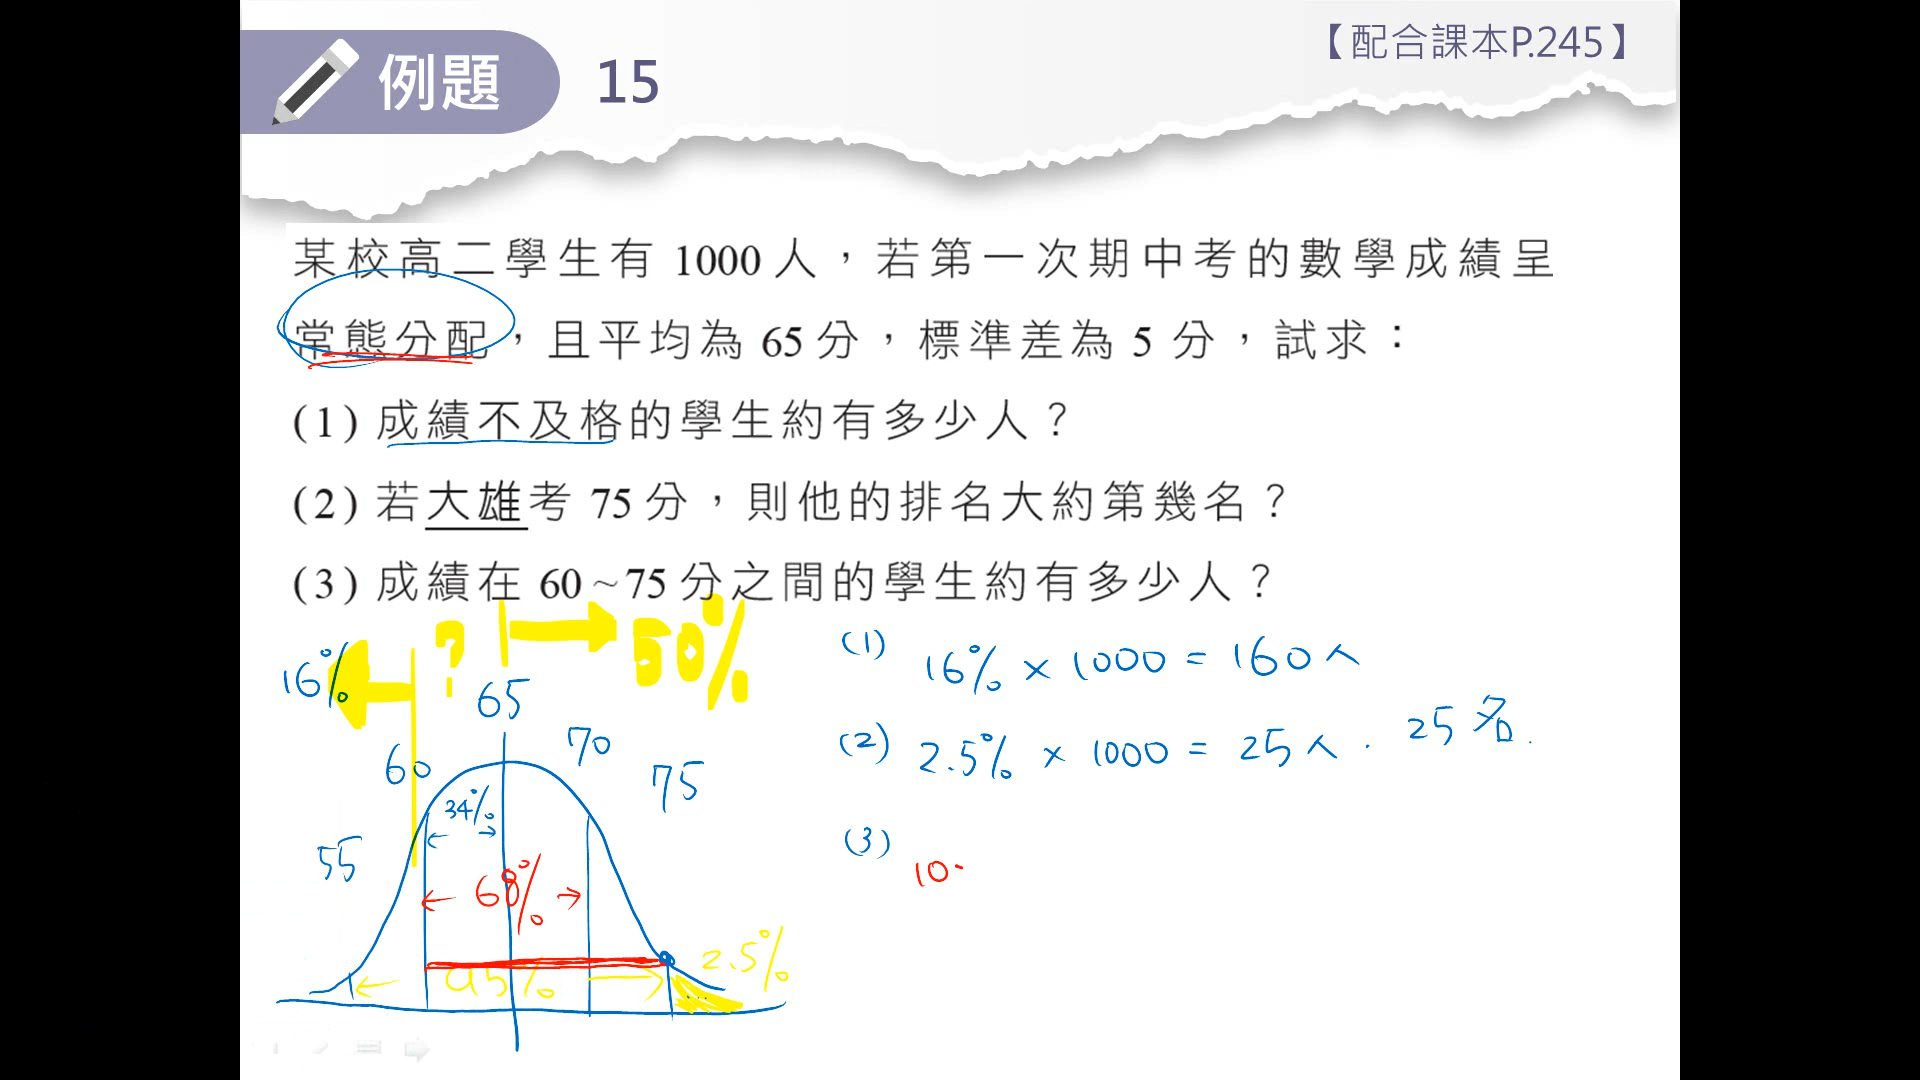 例題 15
【配合課本P.245】
某校高二學生有 1000 人，若第一次期中考的數學成績呈
常態分配，且平均為 65 分，標準差為 5 分，試求：
(1) 成績不及格的學生約有多少人？
(2) 若大雄考 75 分，則他的排名大約第幾名？
(3) 成績在 60～75 分之間的學生約有多少人？
16% ? 50%
65
60 70 75
55
34%
68%
95% 2.5%
(1) 16% × 1000 = 160人
(2) 2.5% × 1000 = 25人. 25名.
(3)
10